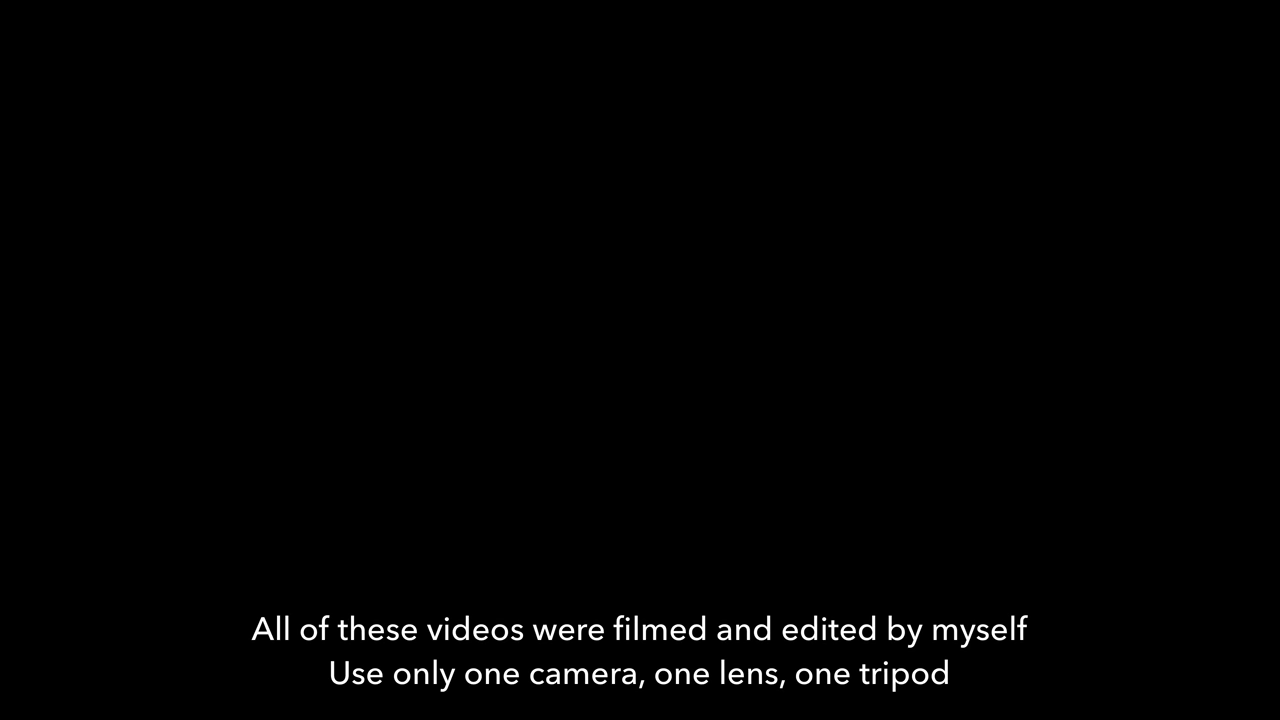 All of these videos were filmed and edited by myself
Use only one camera, one lens, one tripod